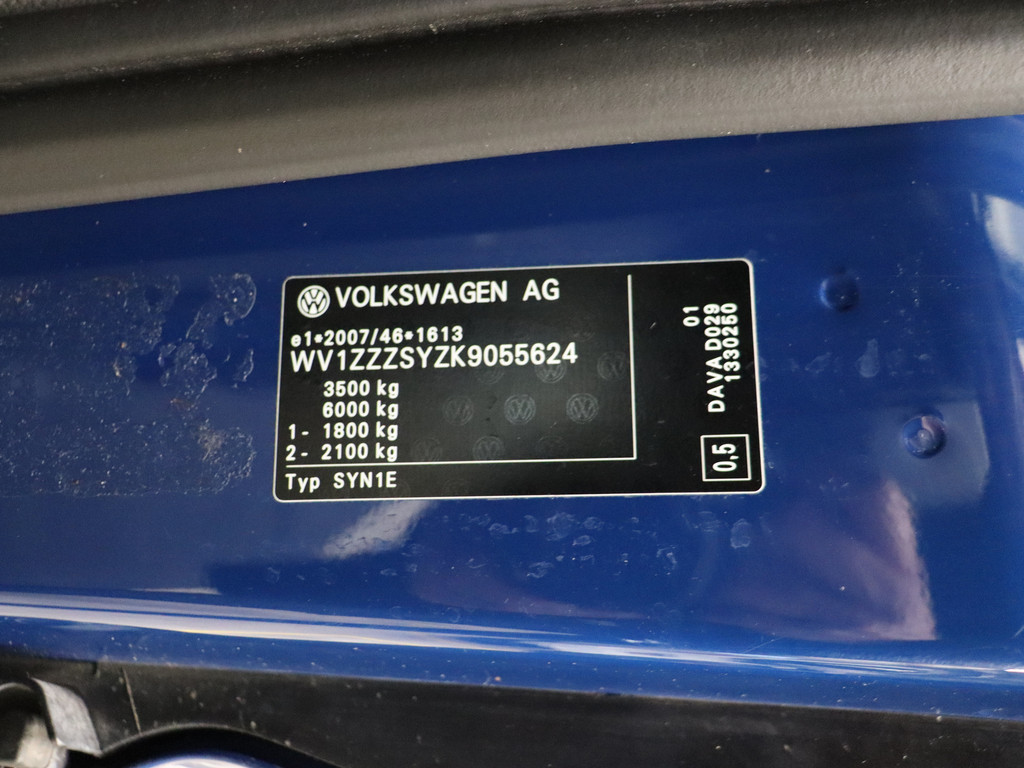 VOLKSWAGEN AG
e1*2007/46*1613
WV1ZZZSYZK9055624
3500 kg
6000 kg
1- 1800 kg
2- 2100 kg
Typ SYN1E
01
DAVA D029
1330250
0,5